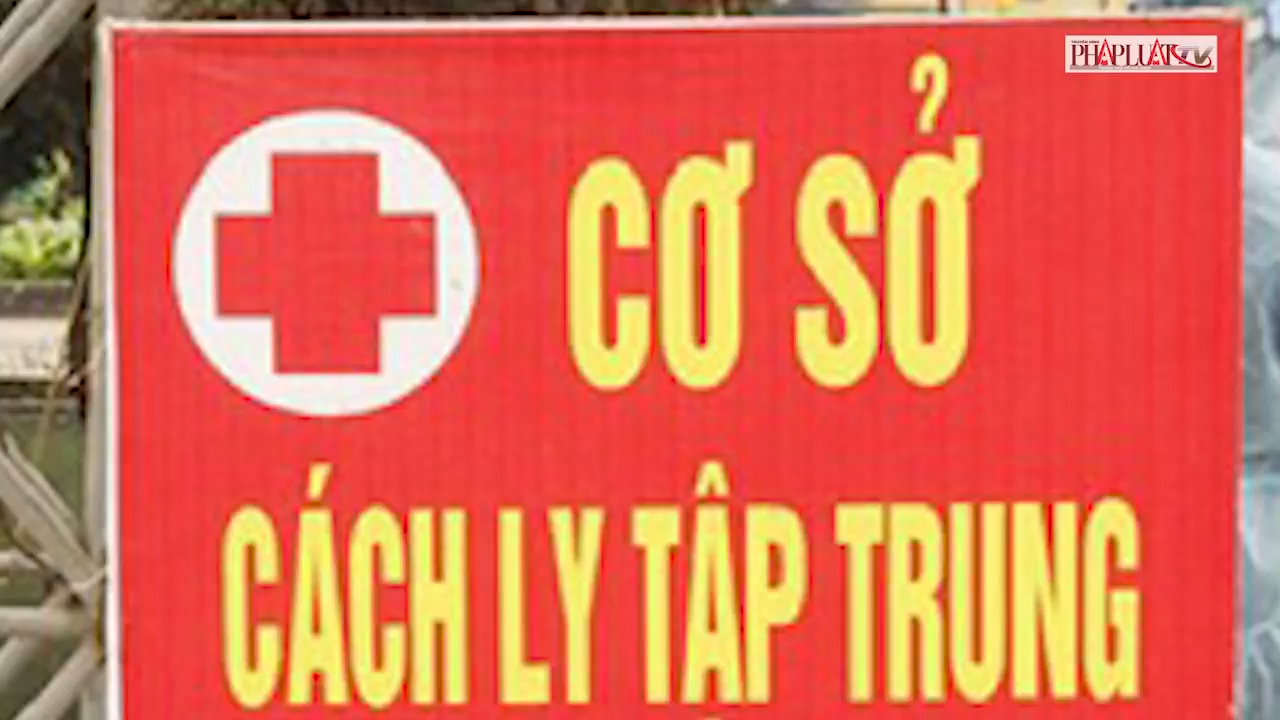 PHÁPLUẬT TV
CƠ SỞ
CÁCH LY TẬP TRUNG